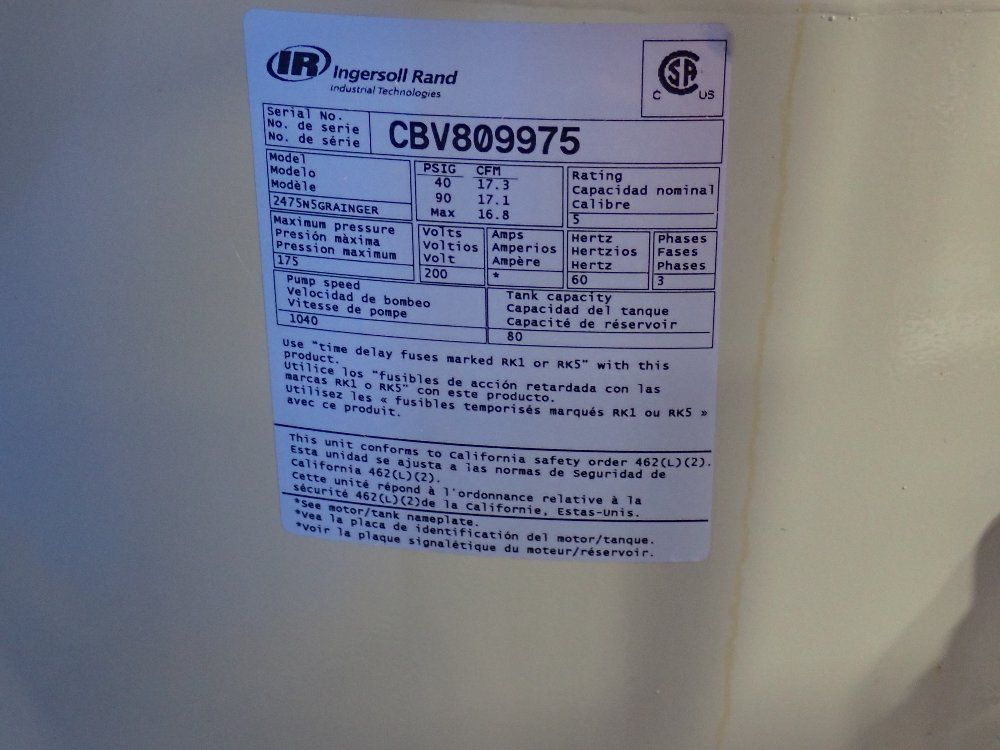 IR Ingersoll Rand
Industrial Technologies
CSA
C US
Serial No.
No. de serie
No. de série
CBV809975
Model
Modelo
Modèle
2475N5GRAINGER
PSIG CFM
40 17.3
90 17.1
Max 16.8
Rating
Capacidad nominal
Calibre
5
Maximum pressure
Presión màxima
Pression maximum
175
Volts
Voltios
Volt
200
Amps
Amperios
Ampère
*
Hertz
Hertzios
Hertz
60
Phases
Fases
Phases
3
Pump speed
Velocidad de bombeo
Vitesse de pompe
1040
Tank capacity
Capacidad del tanque
Capacité de réservoir
80
Use "time delay fuses marked RK1 or RK5" with this
product.
Utilice los "fusibles de acción retardada con las
marcas RK1 o RK5" con este producto.
Utilisez les « fusibles temporisés marqués RK1 ou RK5 »
avec ce produit.
This unit conforms to California safety order 462(L)(2).
Esta unidad se ajusta a las normas de Seguridad de
California 462(L)(2).
Cette unité répond à l'ordonnance relative à la
sécurité 462(L)(2)de la Californie, Estas-Unis.
*See motor/tank nameplate.
*Vea la placa de identificación del motor/tanque.
*Voir la plaque signalétique du moteur/réservoir.